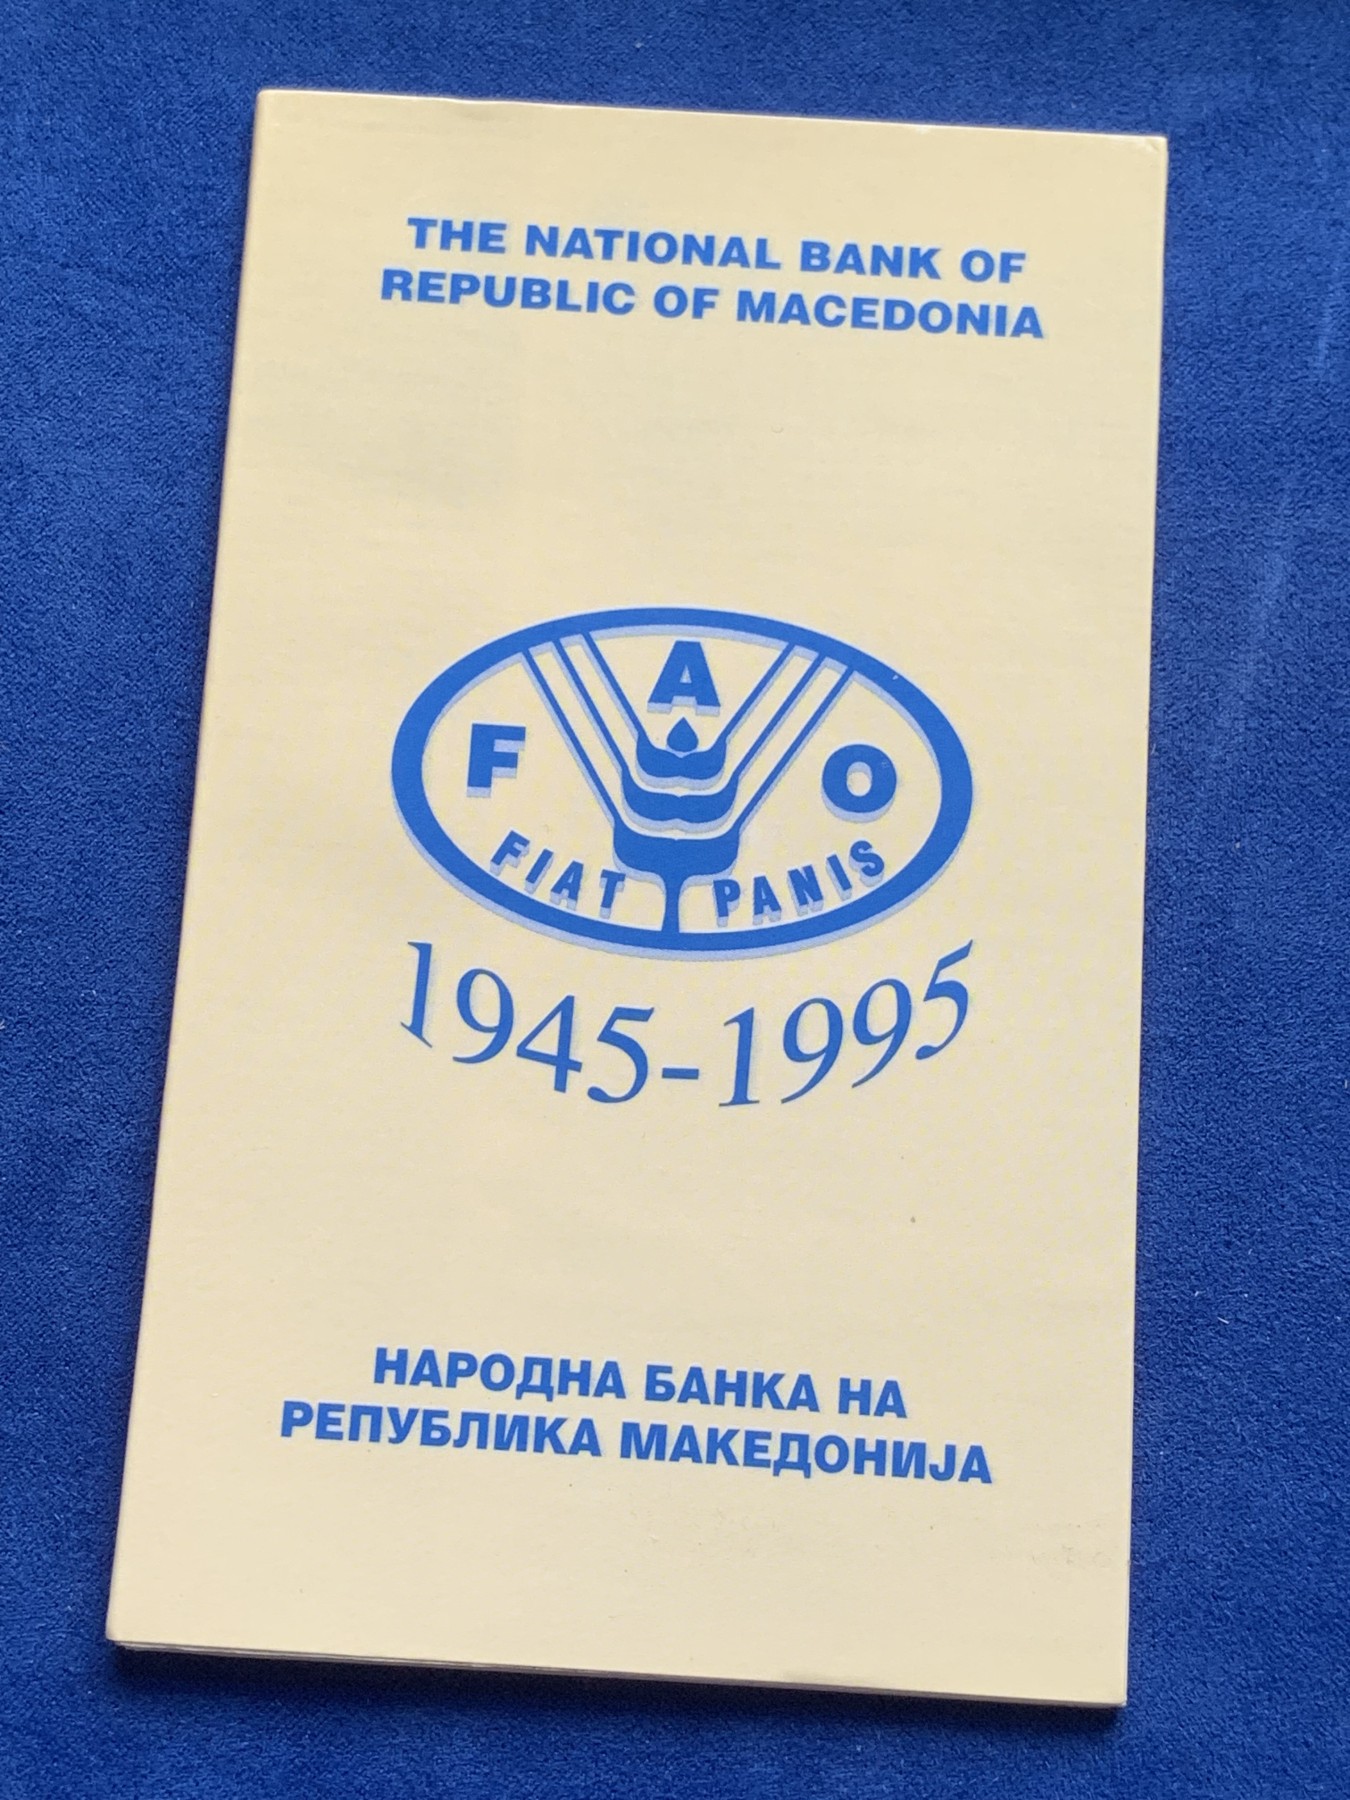 THE NATIONAL BANK OF
REPUBLIC OF MACEDONIA
F A O
FIAT PANIS
1945-1995
НАРОДНА БАНКА НА
РЕПУБЛИКА МАКЕДОНИЈА